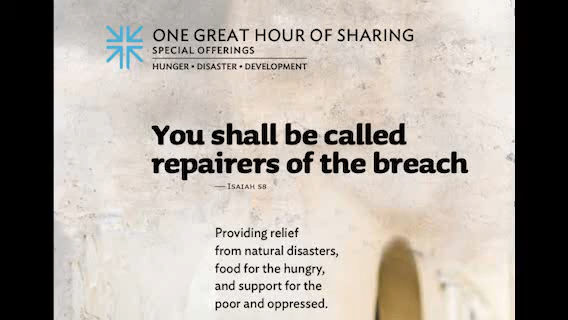 ONE GREAT HOUR OF SHARING
SPECIAL OFFERINGS
HUNGER • DISASTER • DEVELOPMENT
You shall be called
repairers of the breach
— ISAIAH 58
Providing relief
from natural disasters,
food for the hungry,
and support for the
poor and oppressed.